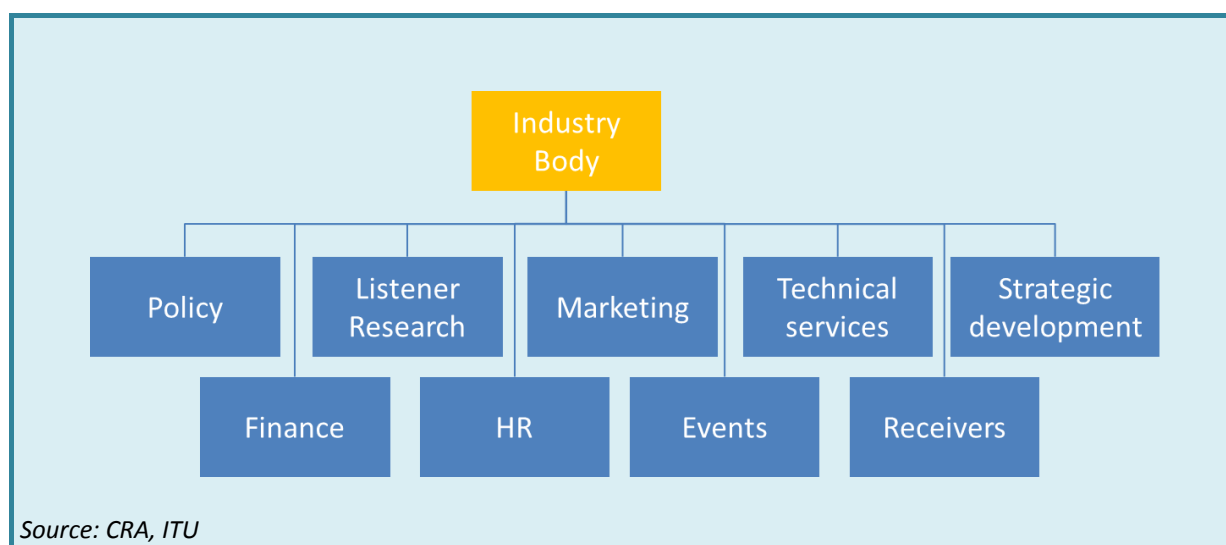 Industry
Body
Policy
Listener
Research
Marketing
Technical
services
Strategic
development
Finance
HR
Events
Receivers
Source: CRA, ITU